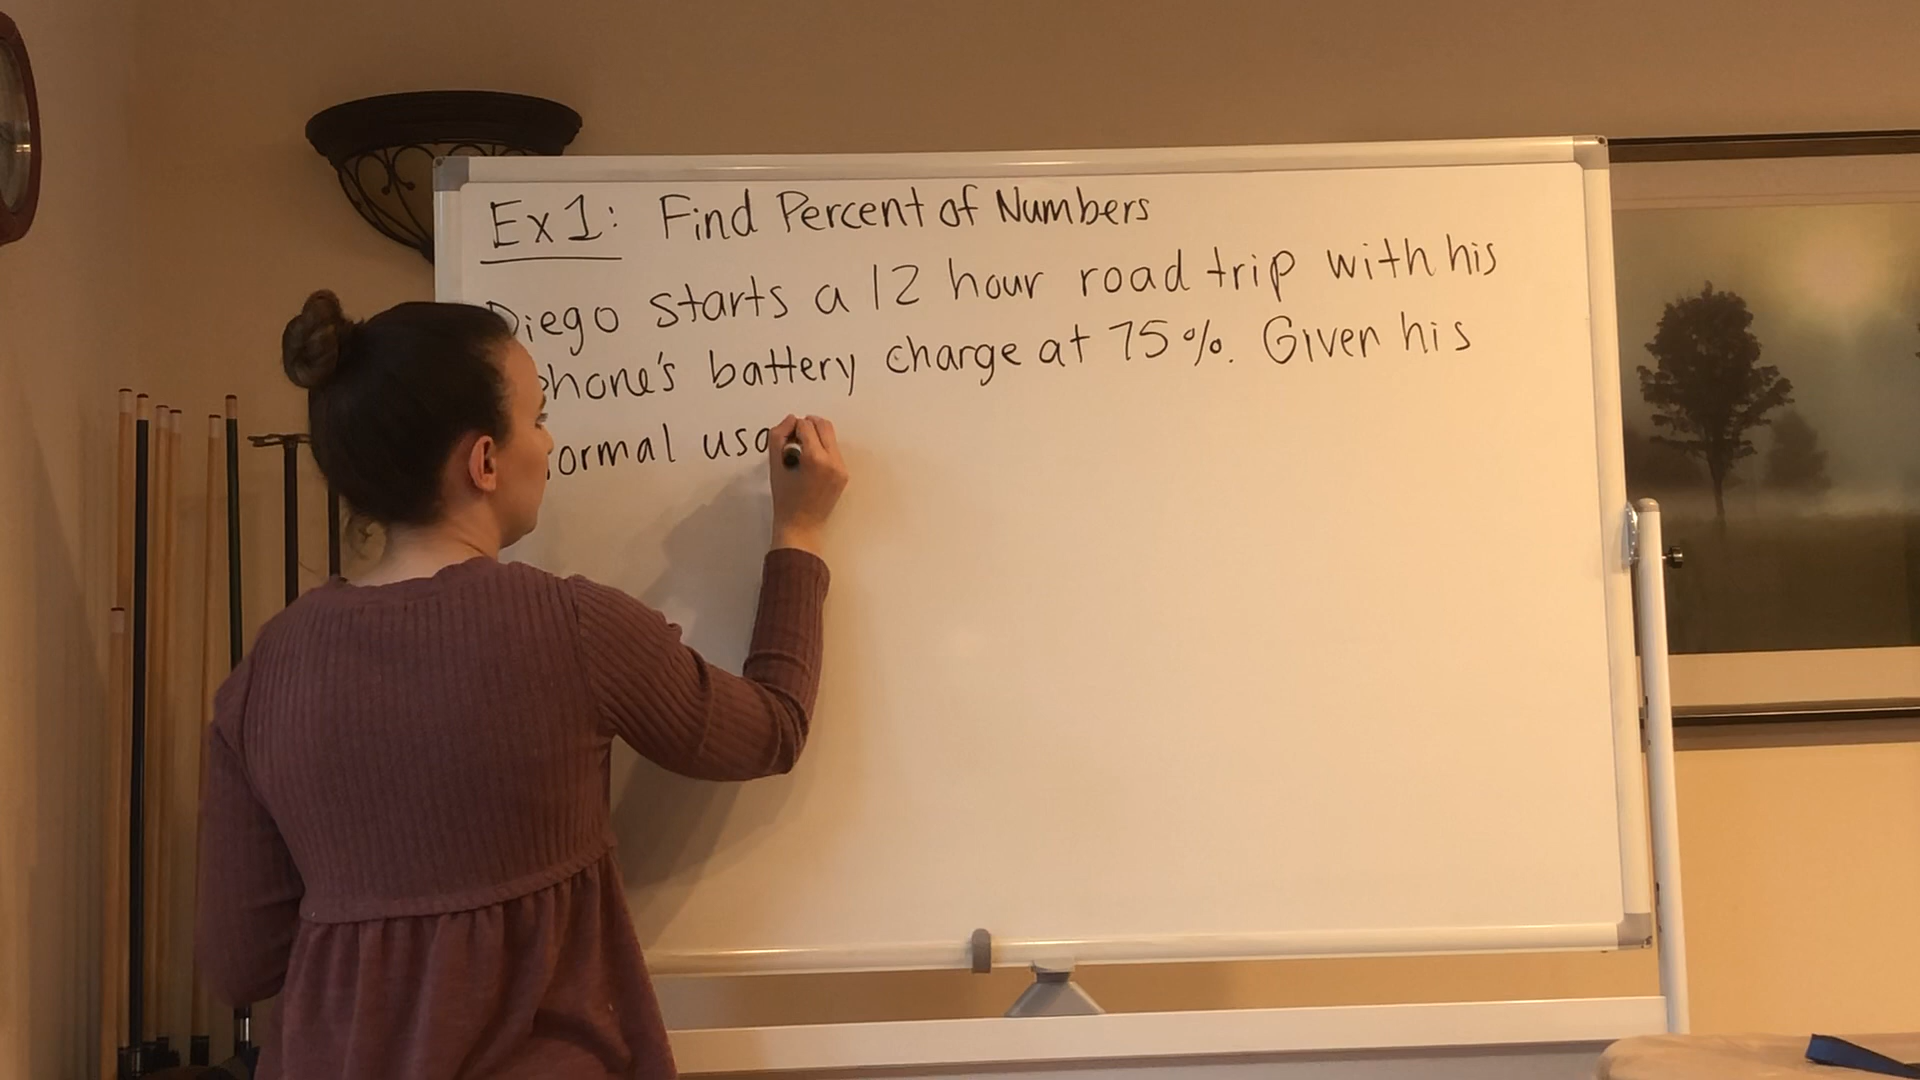 Ex 1: Find Percent of Numbers
Diego starts a 12 hour road trip with his
phone's battery charge at 75%. Given his
normal usa